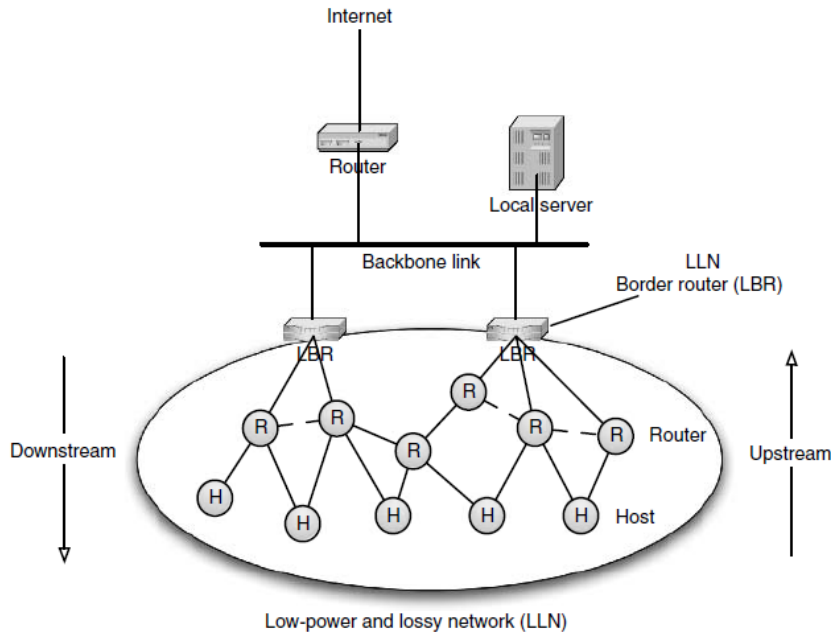 Internet
Router
Local server
Backbone link
LLN
Border router (LBR)
LBR
LBR
R
R
R
R
R
R
Router
Downstream
Upstream
H
H
H
H
H
Host
Low-power and lossy network (LLN)